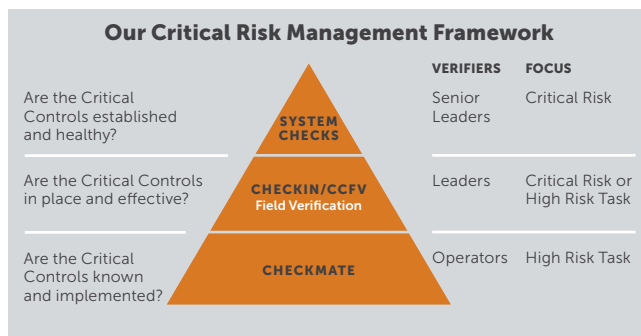 Our Critical Risk Management Framework
VERIFIERS
FOCUS
Are the Critical
Controls established
and healthy?
SYSTEM
CHECKS
Senior
Leaders
Critical Risk
Are the Critical Controls
in place and effective?
CHECKIN/CCFV
Field Verification
Leaders
Critical Risk or
High Risk Task
Are the Critical
Controls known
and implemented?
CHECKMATE
Operators
High Risk Task